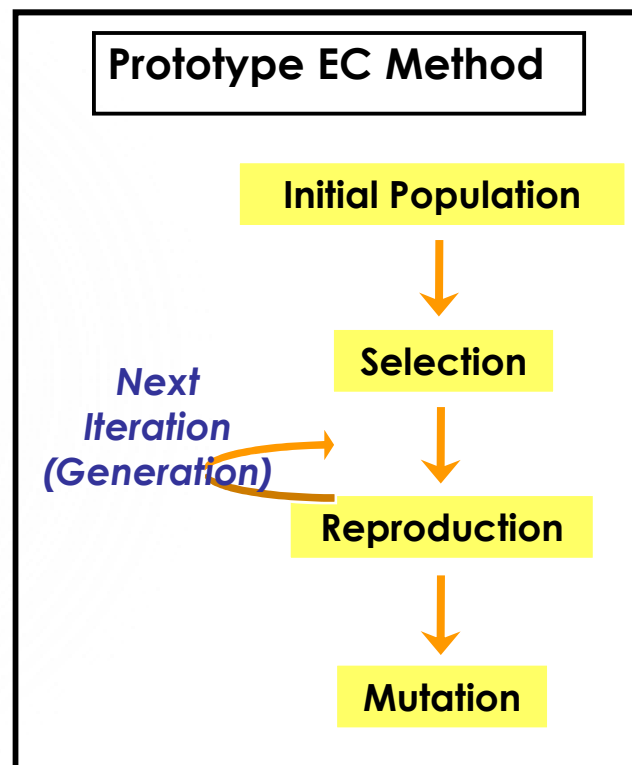 Prototype EC Method
Initial Population
Selection
Next
Iteration
(Generation)
Reproduction
Mutation